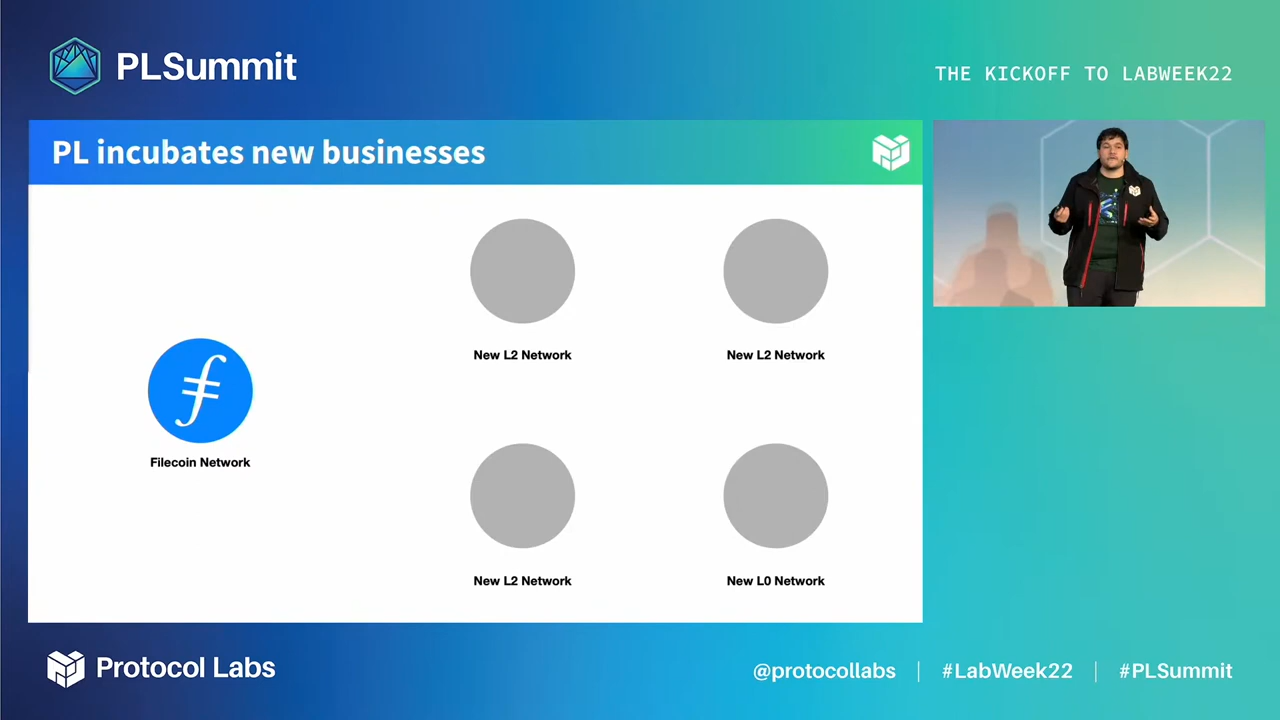 PLSummit
THE KICKOFF TO LABWEEK22
PL incubates new businesses
New L2 Network
New L2 Network
Filecoin Network
New L2 Network
New L0 Network
Protocol Labs
@protocollabs | #LabWeek22 | #PLSummit